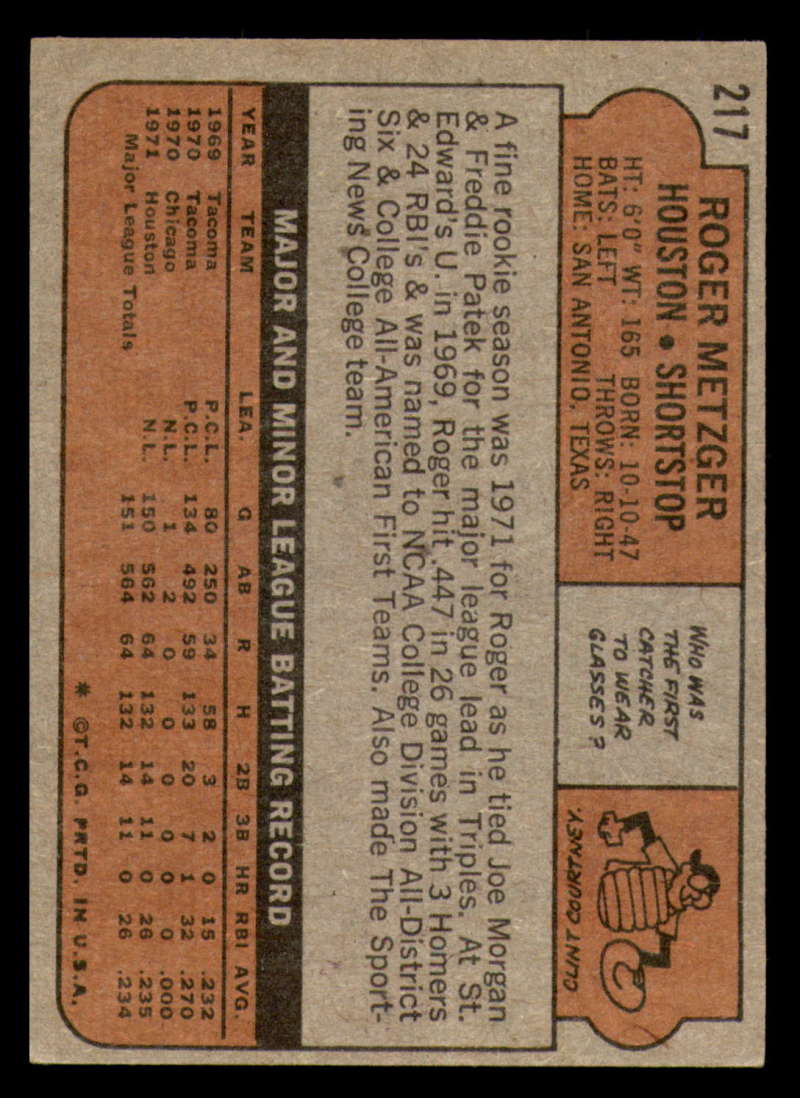 217
ROGER METZGER
HOUSTON • SHORTSTOP
HT: 6'0" WT: 165 BORN: 10-10-47
BATS: LEFT THROWS: RIGHT
HOME: SAN ANTONIO, TEXAS
WHO WAS
THE FIRST
CATCHER
TO WEAR
GLASSES?
CLINT COURTNEY.
A fine rookie season was 1971 for Roger as he tied Joe Morgan
& Freddie Patek for the major league lead in Triples. At St.
Edward's U. in 1969, Roger hit .447 in 26 games with 3 Homers
& 24 RBI's & was named to NCAA College Division All-District
Six & College All-American First Teams. Also made The Sport-
ing News College team.
MAJOR AND MINOR LEAGUE BATTING RECORD
YEAR TEAM LEA. G AB R H 2B 3B HR RBI AVG.
1969 Tacoma P.C.L. 80 250 34 58 3 2 0 15 .232
1970 Tacoma P.C.L. 134 492 59 133 20 7 1 32 .270
1970 Chicago N.L. 1 2 0 0 0 0 0 0 .000
1971 Houston N.L. 150 562 64 132 14 11 0 26 .235
Major League Totals 151 564 64 132 14 11 0 26 .234
* ©T.C.G. PRTD. IN U.S.A.